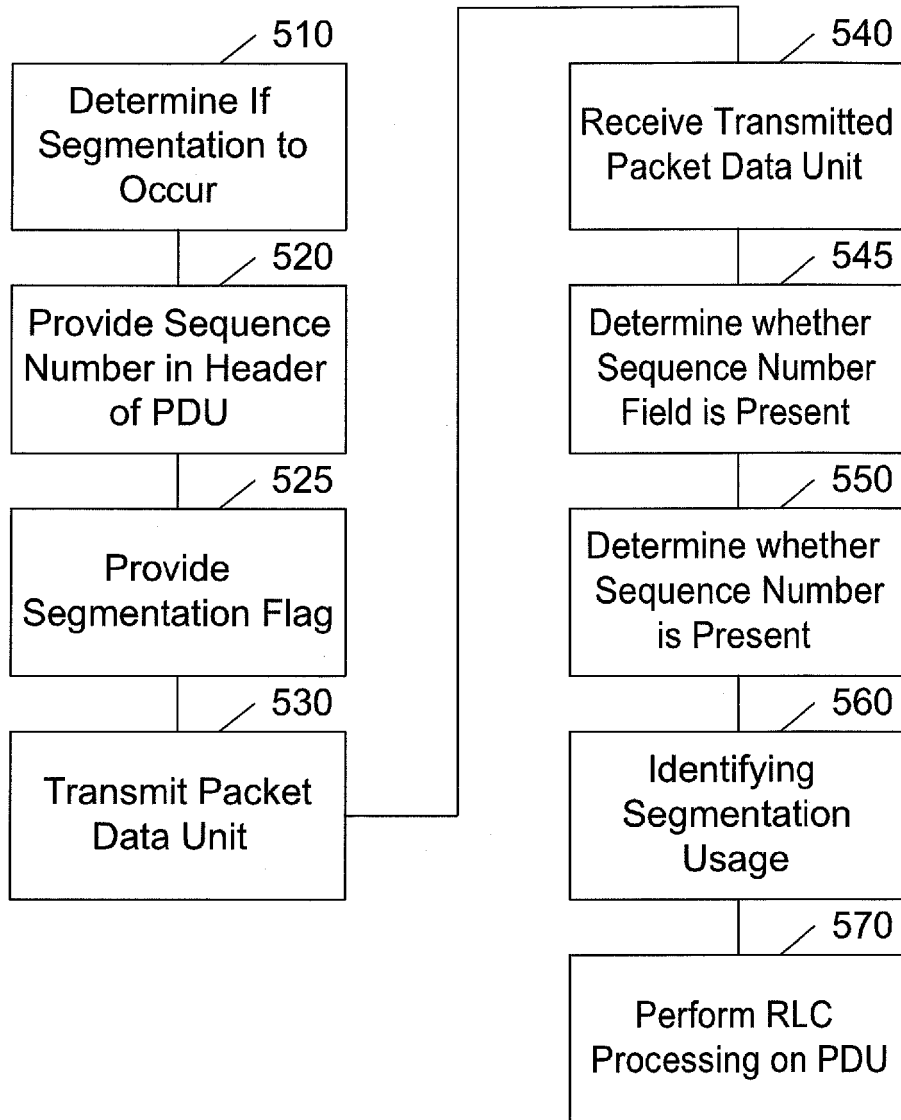 510
Determine If
Segmentation to
Occur
520
Provide Sequence
Number in Header
of PDU
525
Provide
Segmentation Flag
530
Transmit Packet
Data Unit
540
Receive Transmitted
Packet Data Unit
545
Determine whether
Sequence Number
Field is Present
550
Determine whether
Sequence Number
is Present
560
Identifying
Segmentation
Usage
570
Perform RLC
Processing on PDU